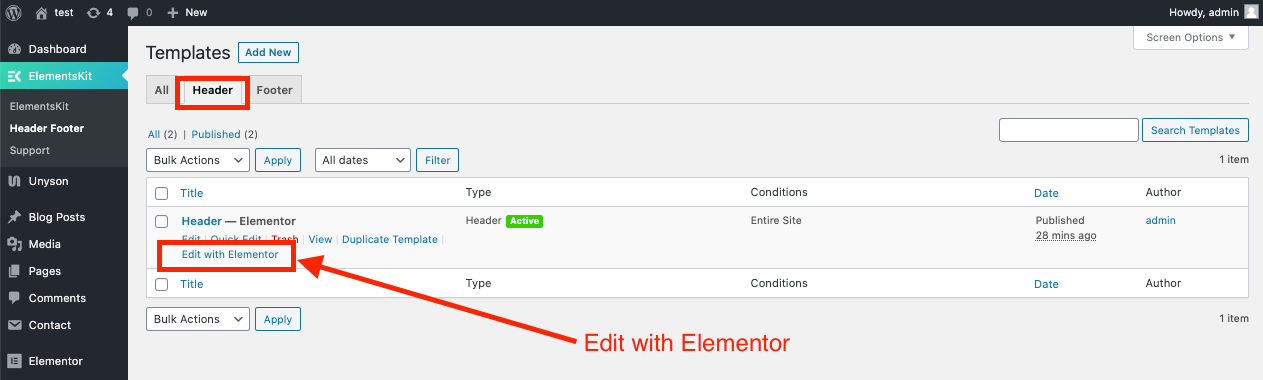 test 4 0 + New Howdy, admin
Screen Options ▼
Dashboard
ElementsKit
ElementsKit
Header Footer
Support
Unyson
Blog Posts
Media
Pages
Comments
Contact
Elementor
Templates Add New
All Header Footer
All (2) | Published (2)
Search Templates
Bulk Actions Apply All dates Filter
1 item
Title Type Conditions Date Author
Header — Elementor Header Active Entire Site Published admin
28 mins ago
Edit | Quick Edit | Trash | View | Duplicate Template |
Edit with Elementor
Title Type Conditions Date Author
Bulk Actions Apply
1 item
Edit with Elementor